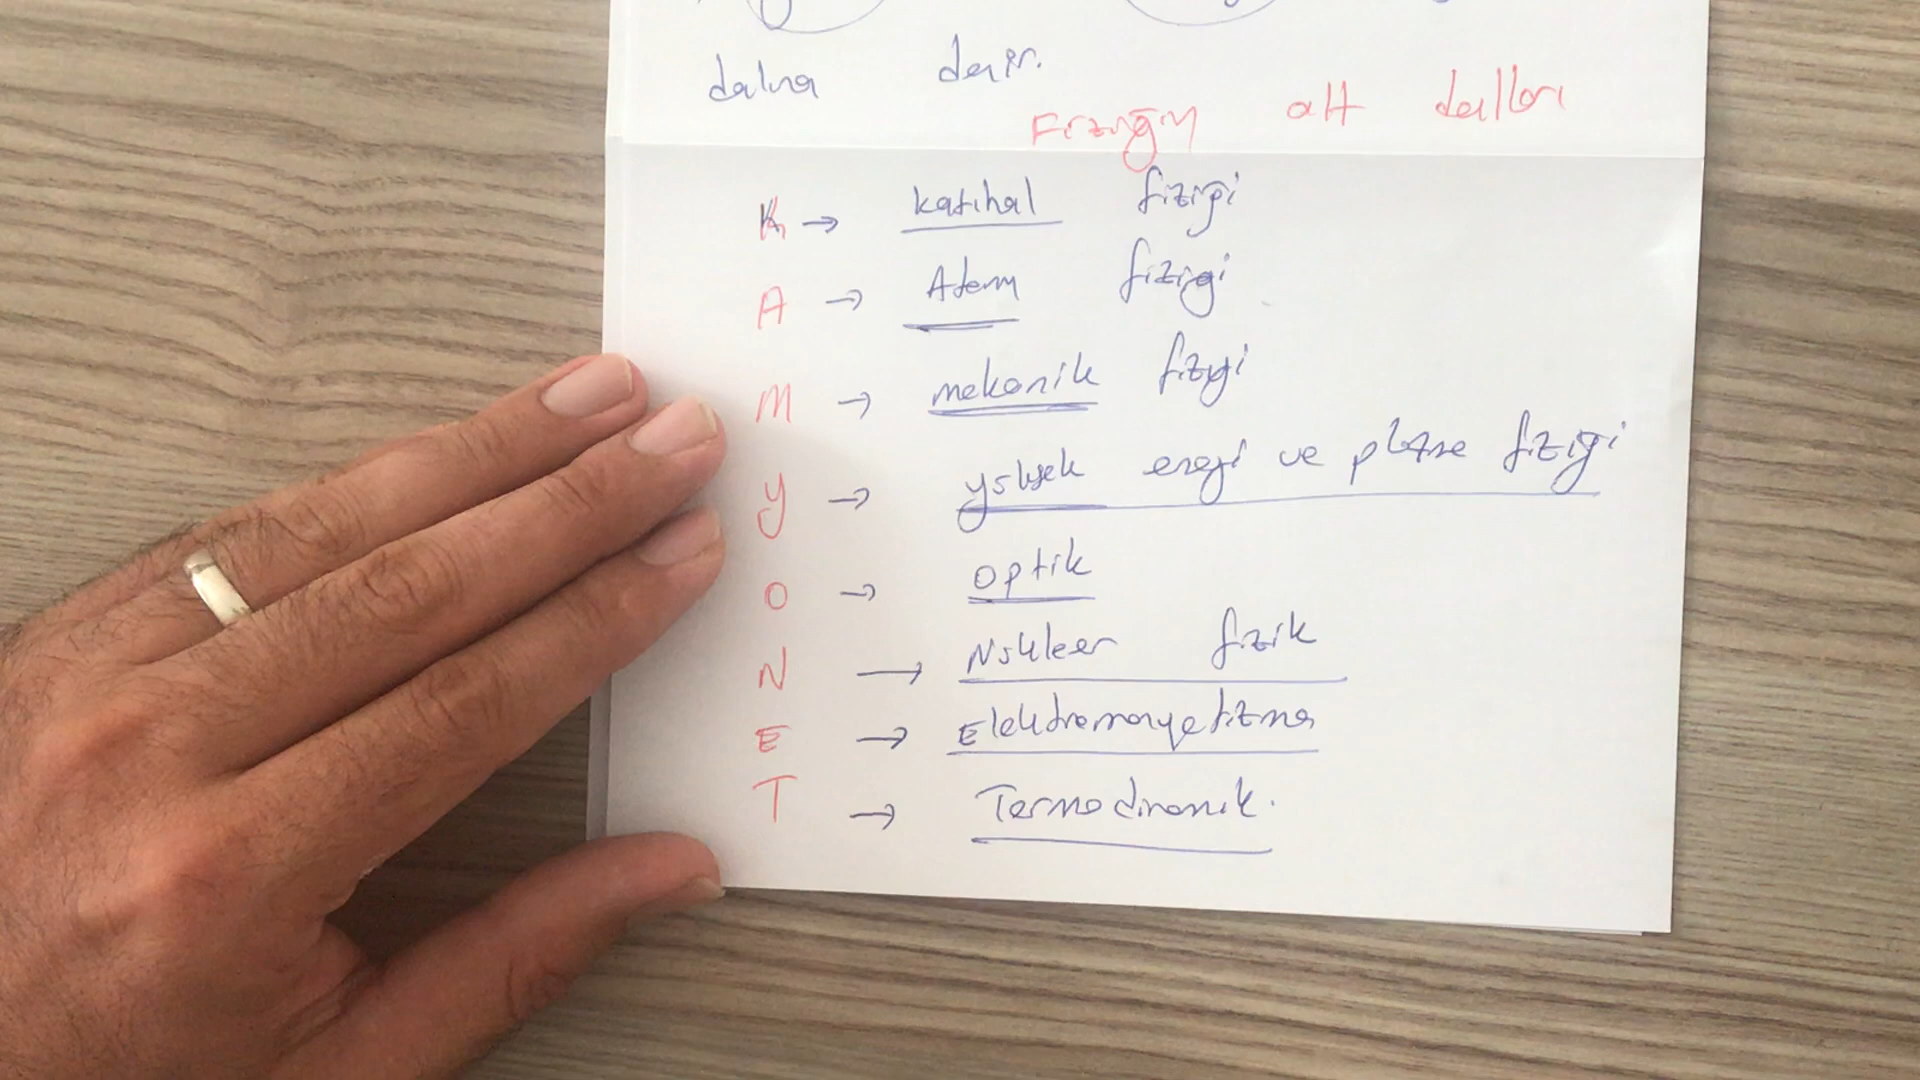 dalına denir.
Fiziğin alt dalları
K → katıhal fiziği
A → Atom fiziği
M → mekanik fiziği
Y → yüksek enerji ve plazma fiziği
O → optik
N → Nükleer fizik
E → Elektromanyetizma
T → Termodinamik.